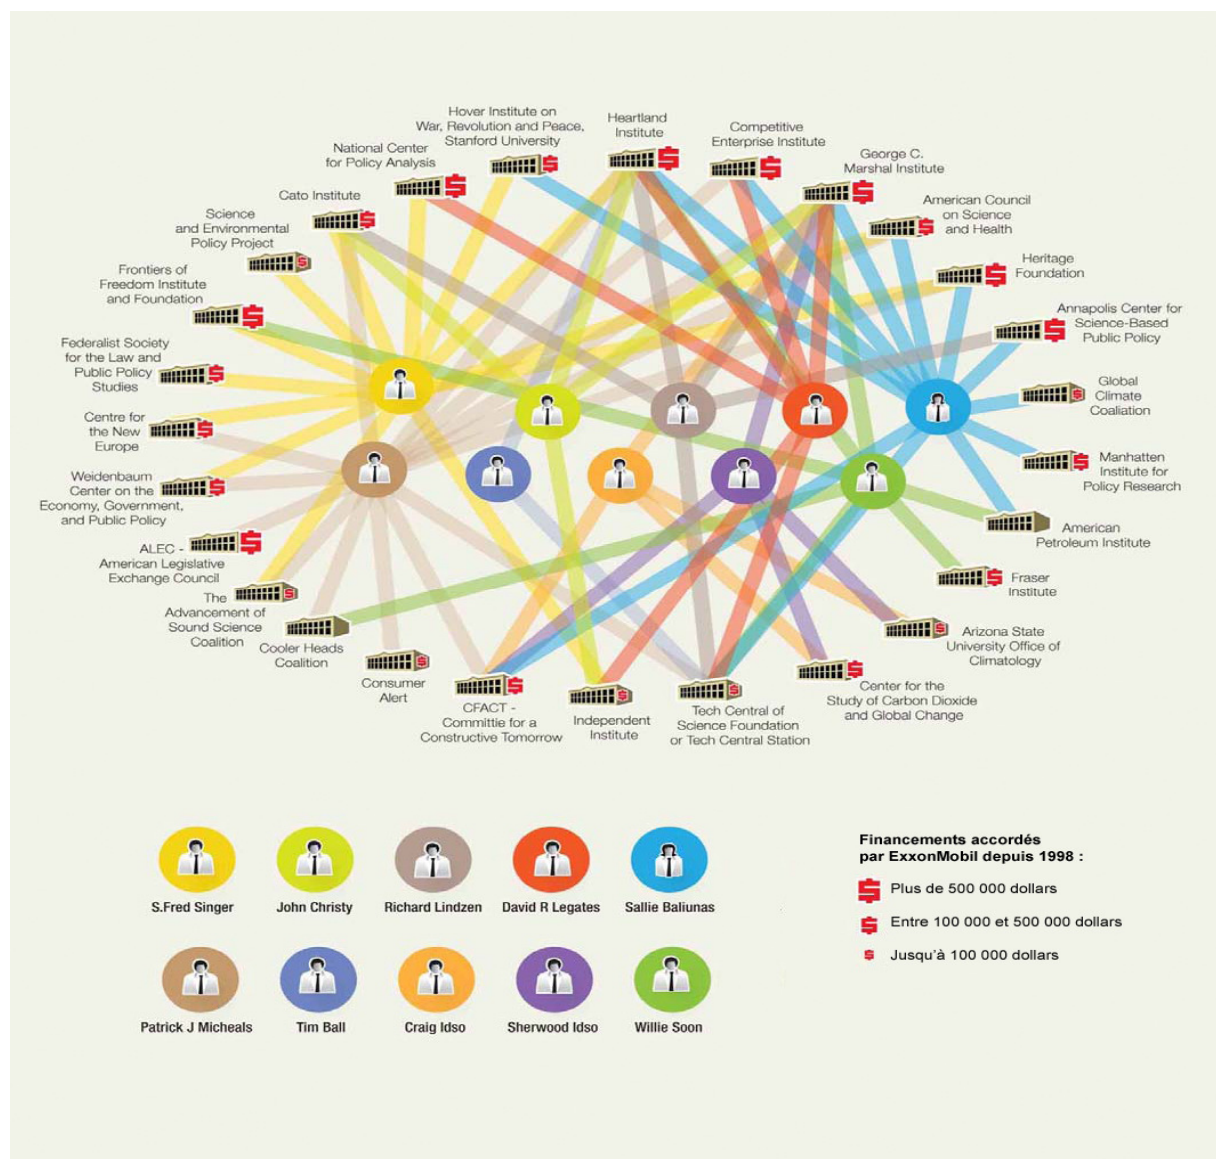 Hover Institute on
War, Revolution and Peace,
Stanford University
Heartland
Institute
Competitive
Enterprise Institute
National Center
for Policy Analysis
George C.
Marshal Institute
Cato Institute
American Council
on Science
and Health
Science
and Environmental
Policy Project
Heritage
Foundation
Frontiers of
Freedom Institute
and Foundation
Annapolis Center for
Science-Based
Public Policy
Federalist Society
for the Law and
Public Policy
Studies
Global
Climate
Coaliation
Centre for
the New
Europe
Manhatten
Institute for
Policy Research
Weidenbaum
Center on the
Economy, Government,
and Public Policy
American
Petroleum Institute
ALEC -
American Legislative
Exchange Council
Fraser
Institute
The
Advancement of
Sound Science
Coalition
Arizona State
University Office of
Climatology
Cooler Heads
Coalition
Consumer
Alert
Center for the
Study of Carbon Dioxide
and Global Change
CFACT -
Committie for a
Constructive Tomorrow
Independent
Institute
Tech Central of
Science Foundation
or Tech Central Station
S.Fred Singer
John Christy
Richard Lindzen
David R Legates
Sallie Baliunas
Patrick J Micheals
Tim Ball
Craig Idso
Sherwood Idso
Willie Soon
Financements accordés
par ExxonMobil depuis 1998 :
$ Plus de 500 000 dollars
$ Entre 100 000 et 500 000 dollars
$ Jusqu'à 100 000 dollars